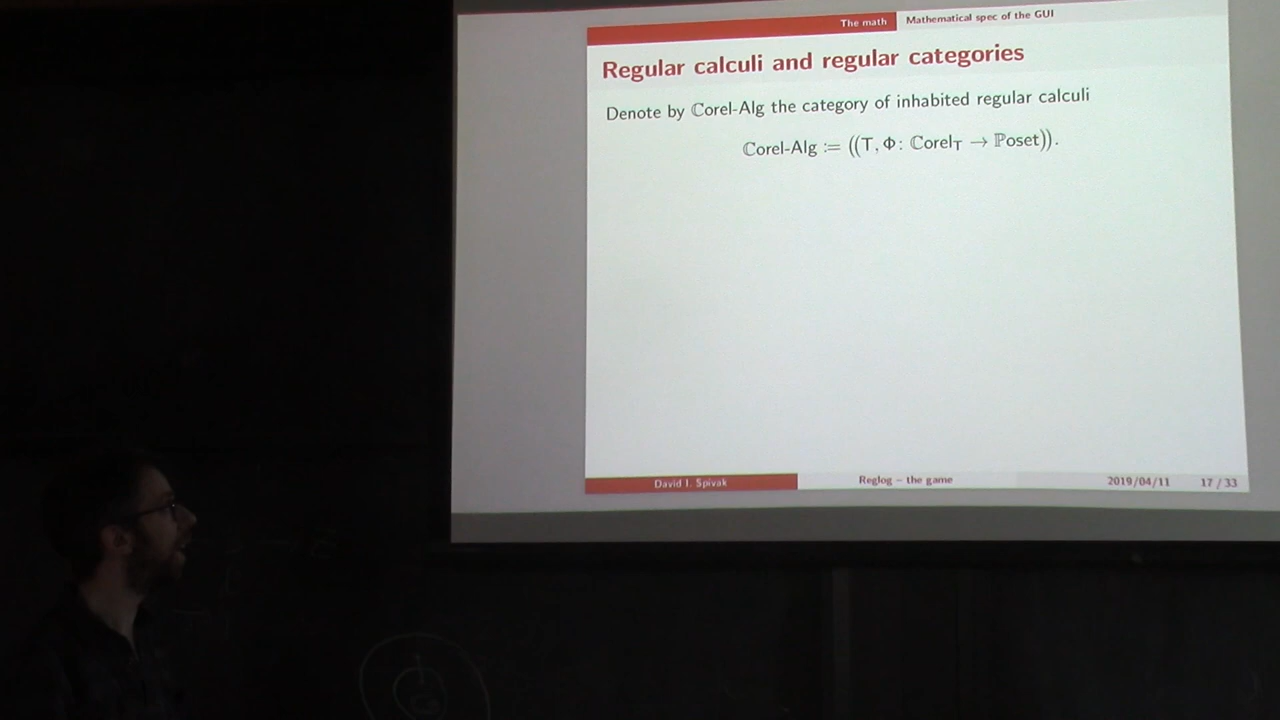 The math
Mathematical spec of the GUI
Regular calculi and regular categories
Denote by ℂorel-Alg the category of inhabited regular calculi
ℂorel-Alg := ((T, Φ: ℂorel_T → ℙoset)).
David I. Spivak
Reglog – the game
2019/04/11
17 / 33